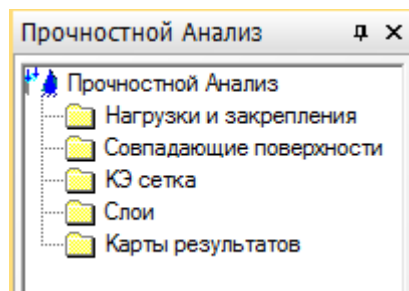 Прочностной Анализ
Прочностной Анализ
Нагрузки и закрепления
Совпадающие поверхности
КЭ сетка
Слои
Карты результатов